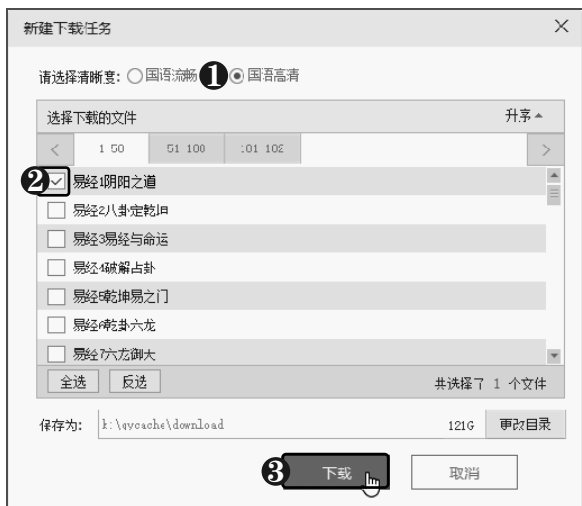 新建下载任务
请选择清晰度: 国语流畅 1 国语高清
选择下载的文件 升序
< 1-50 51-100 101-102 >
2 易经1阴阳之道
易经2八卦定乾坤
易经3易经与命运
易经4破解占卦
易经5乾坤易之门
易经6乾卦六龙
易经7六龙御天
全选 反选 共选择了 1 个文件
保存为: k:\qycache\download 121G 更改目录
3 下载 取消